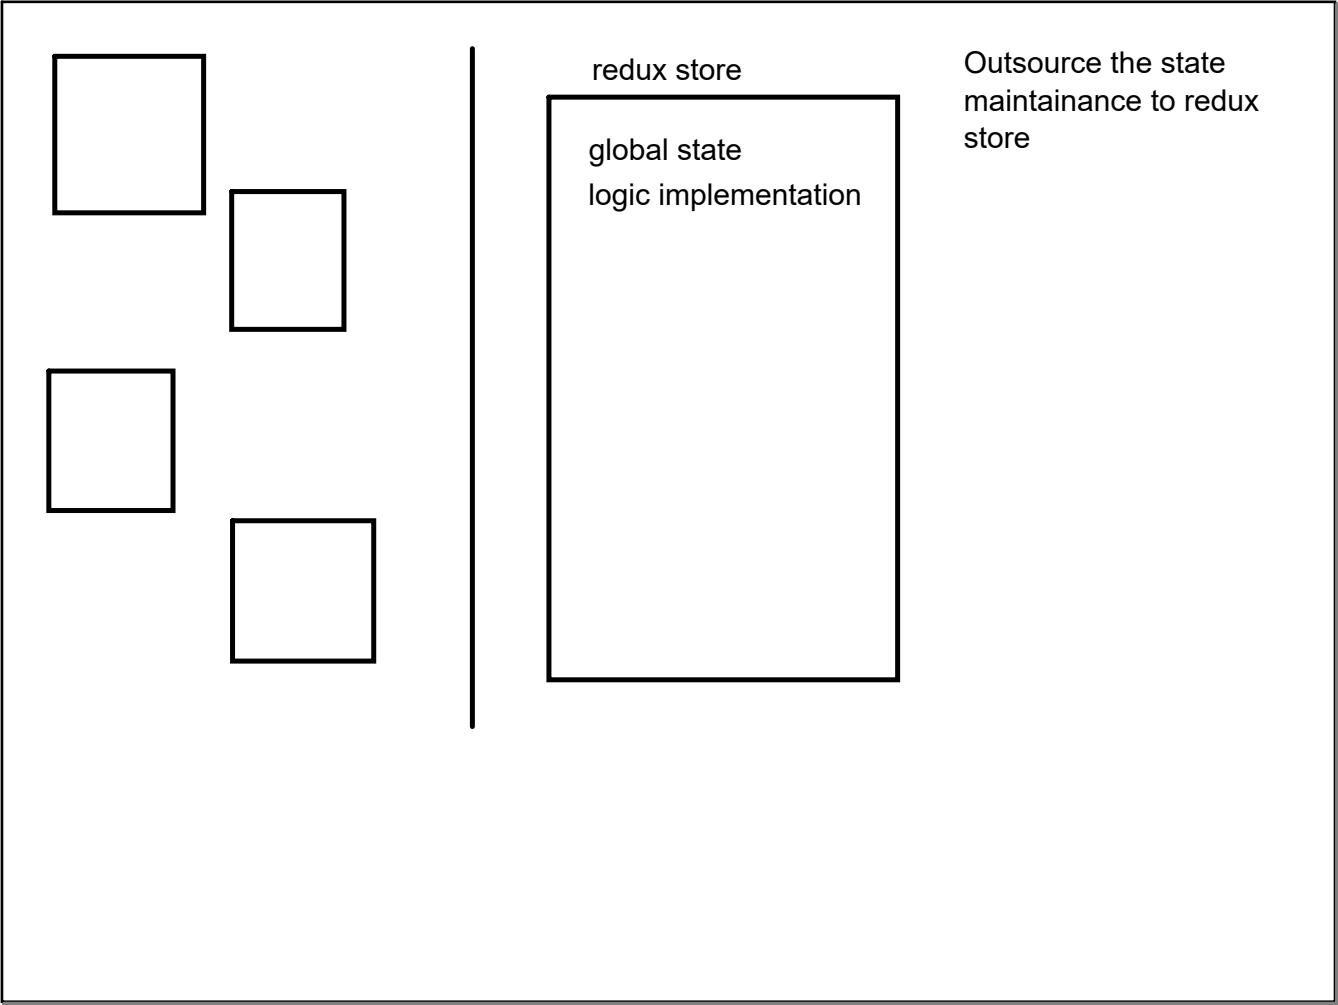 redux store
global state
logic implementation
Outsource the state
maintainance to redux
store